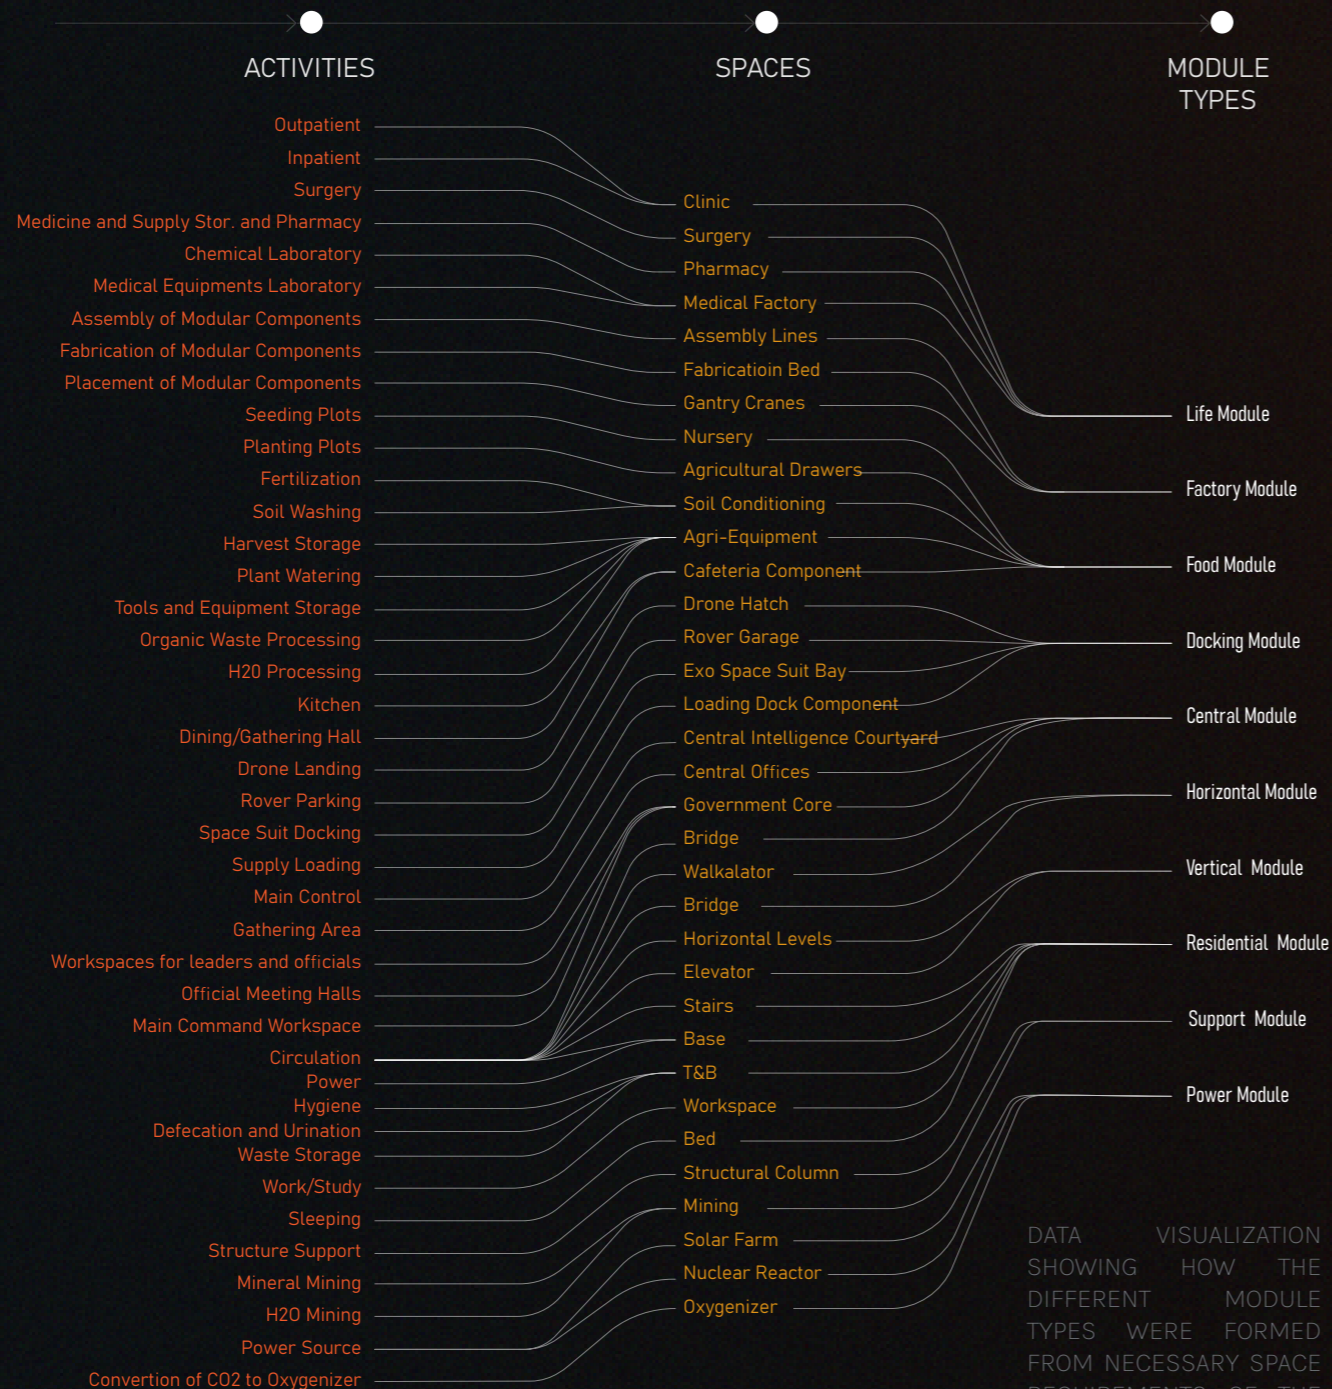 ACTIVITIES
SPACES
MODULE
TYPES
Outpatient
Inpatient
Surgery
Medicine and Supply Stor. and Pharmacy
Chemical Laboratory
Medical Equipments Laboratory
Assembly of Modular Components
Fabrication of Modular Components
Placement of Modular Components
Seeding Plots
Planting Plots
Fertilization
Soil Washing
Harvest Storage
Plant Watering
Tools and Equipment Storage
Organic Waste Processing
H20 Processing
Kitchen
Dining/Gathering Hall
Drone Landing
Rover Parking
Space Suit Docking
Supply Loading
Main Control
Gathering Area
Workspaces for leaders and officials
Official Meeting Halls
Main Command Workspace
Circulation
Power
Hygiene
Defecation and Urination
Waste Storage
Work/Study
Sleeping
Structure Support
Mineral Mining
H2O Mining
Power Source
Convertion of CO2 to Oxygenizer
Clinic
Surgery
Pharmacy
Medical Factory
Assembly Lines
Fabricatioin Bed
Gantry Cranes
Nursery
Agricultural Drawers
Soil Conditioning
Agri-Equipment
Cafeteria Component
Drone Hatch
Rover Garage
Exo Space Suit Bay
Loading Dock Component
Central Intelligence Courtyard
Central Offices
Government Core
Bridge
Walkalator
Bridge
Horizontal Levels
Elevator
Stairs
Base
T&B
Workspace
Bed
Structural Column
Mining
Solar Farm
Nuclear Reactor
Oxygenizer
Life Module
Factory Module
Food Module
Docking Module
Central Module
Horizontal Module
Vertical Module
Residential Module
Support Module
Power Module
DATA VISUALIZATION
SHOWING HOW THE
DIFFERENT MODULE
TYPES WERE FORMED
FROM NECESSARY SPACE
REQUIREMENTS OF THE